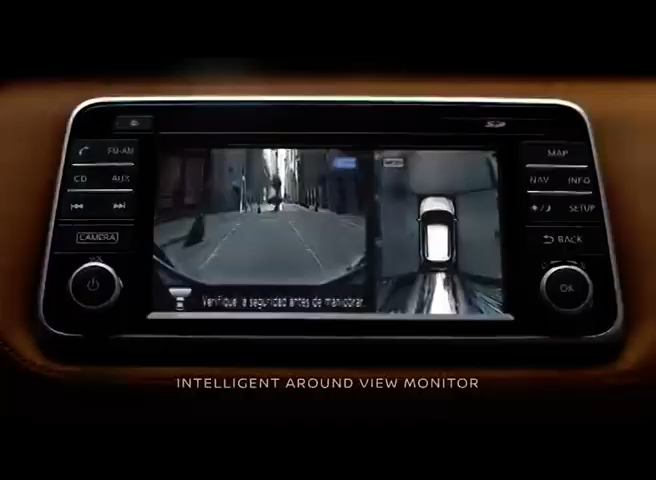 FM·AM
CD AUX
CAMERA
MAP
NAV INFO
SETUP
BACK
OK
Verifique la seguridad antes de maniobrar.
INTELLIGENT AROUND VIEW MONITOR